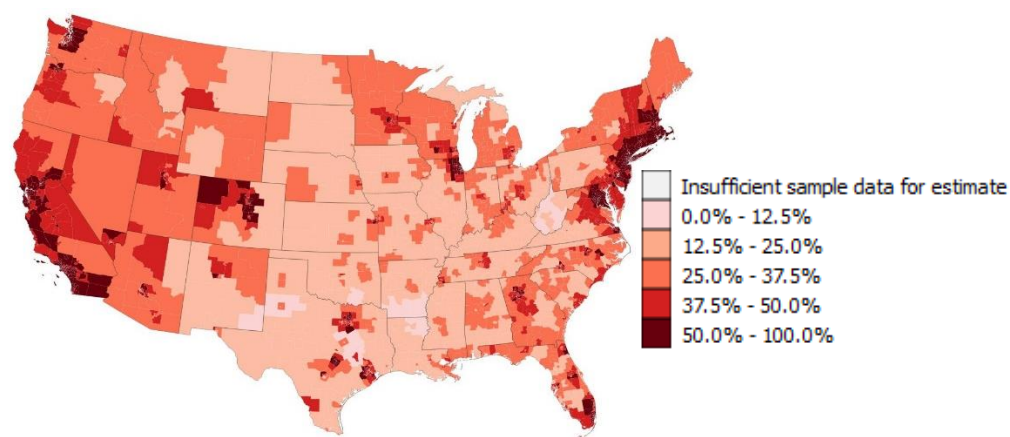 Insufficient sample data for estimate
0.0% - 12.5%
12.5% - 25.0%
25.0% - 37.5%
37.5% - 50.0%
50.0% - 100.0%